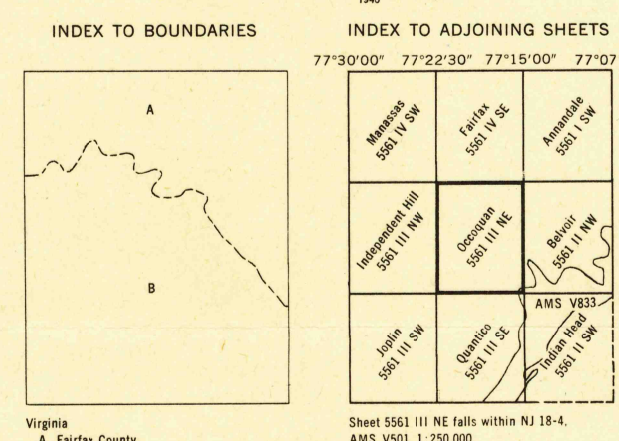 1946
INDEX TO BOUNDARIES
A
B
Virginia
A. Fairfax County
INDEX TO ADJOINING SHEETS
77°30'00" 77°22'30" 77°15'00" 77°07
Manassas
5561 IV SW
Fairfax
5561 IV SE
Annandale
5561 I SW
Independent Hill
5561 III NW
Occoquan
5561 III NE
Belvoir
5561 II NW
AMS V833
Joplin
5561 III SW
Quantico
5561 III SE
Indian Head
5561 II SW
Sheet 5561 III NE falls within NJ 18-4,
AMS V501, 1:250,000